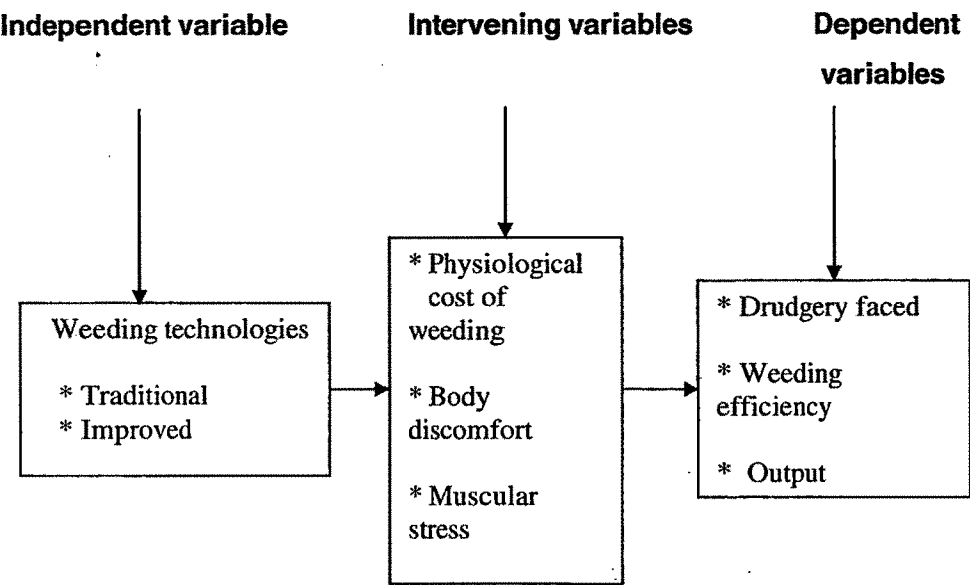 Independent variable
Intervening variables
Dependent
variables
Weeding technologies
* Traditional
* Improved
* Physiological
cost of
weeding
* Body
discomfort
* Muscular
stress
* Drudgery faced
* Weeding
efficiency
* Output